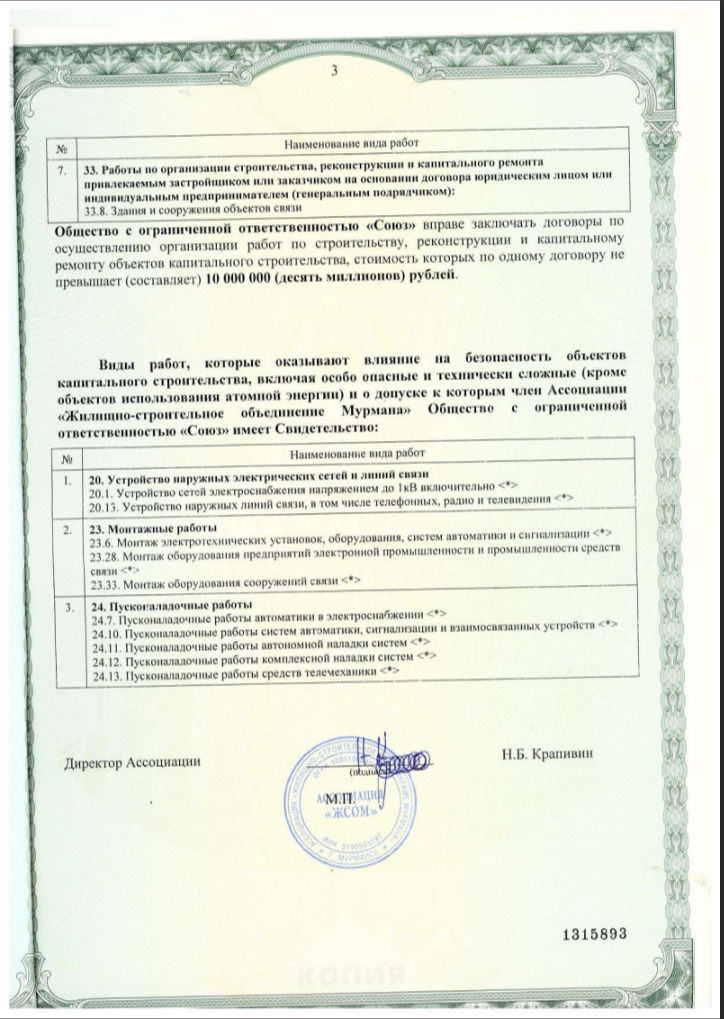 3
№ Наименование вида работ
7. 33. Работы по организации строительства, реконструкции и капитального ремонта
привлекаемым застройщиком или заказчиком на основании договора юридическим лицом или
индивидуальным предпринимателем (генеральным подрядчиком):
33.8. Здания и сооружения объектов связи
Общество с ограниченной ответственностью «Союз» вправе заключать договоры по
осуществлению организации работ по строительству, реконструкции и капитальному
ремонту объектов капитального строительства, стоимость которых по одному договору не
превышает (составляет) 10 000 000 (десять миллионов) рублей.
Виды работ, которые оказывают влияние на безопасность объектов
капитального строительства, включая особо опасные и технически сложные (кроме
объектов использования атомной энергии) и о допуске к которым член Ассоциации
«Жилищно-строительное объединение Мурмана» Общество с ограниченной
ответственностью «Союз» имеет Свидетельство:
№ Наименование вида работ
1. 20. Устройство наружных электрических сетей и линий связи
20.1. Устройство сетей электроснабжения напряжением до 1кВ включительно <*>
20.13. Устройство наружных линий связи, в том числе телефонных, радио и телевидения <*>
2. 23. Монтажные работы
23.6. Монтаж электротехнических установок, оборудования, систем автоматики и сигнализации <*>
23.28. Монтаж оборудования предприятий электронной промышленности и промышленности средств
связи <*>
23.33. Монтаж оборудования сооружений связи <*>
3. 24. Пусконаладочные работы
24.7. Пусконаладочные работы автоматики в электроснабжении <*>
24.10. Пусконаладочные работы систем автоматики, сигнализации и взаимосвязанных устройств <*>
24.11. Пусконаладочные работы автономной наладки систем <*>
24.12. Пусконаладочные работы комплексной наладки систем <*>
24.13. Пусконаладочные работы средств телемеханики <*>
Директор Ассоциации
Н.Б. Крапивин
М.П.
АССОЦИАЦИЯ
«ЖСОМ»
Г. МУРМАНСК
1315893
КОПИЯ